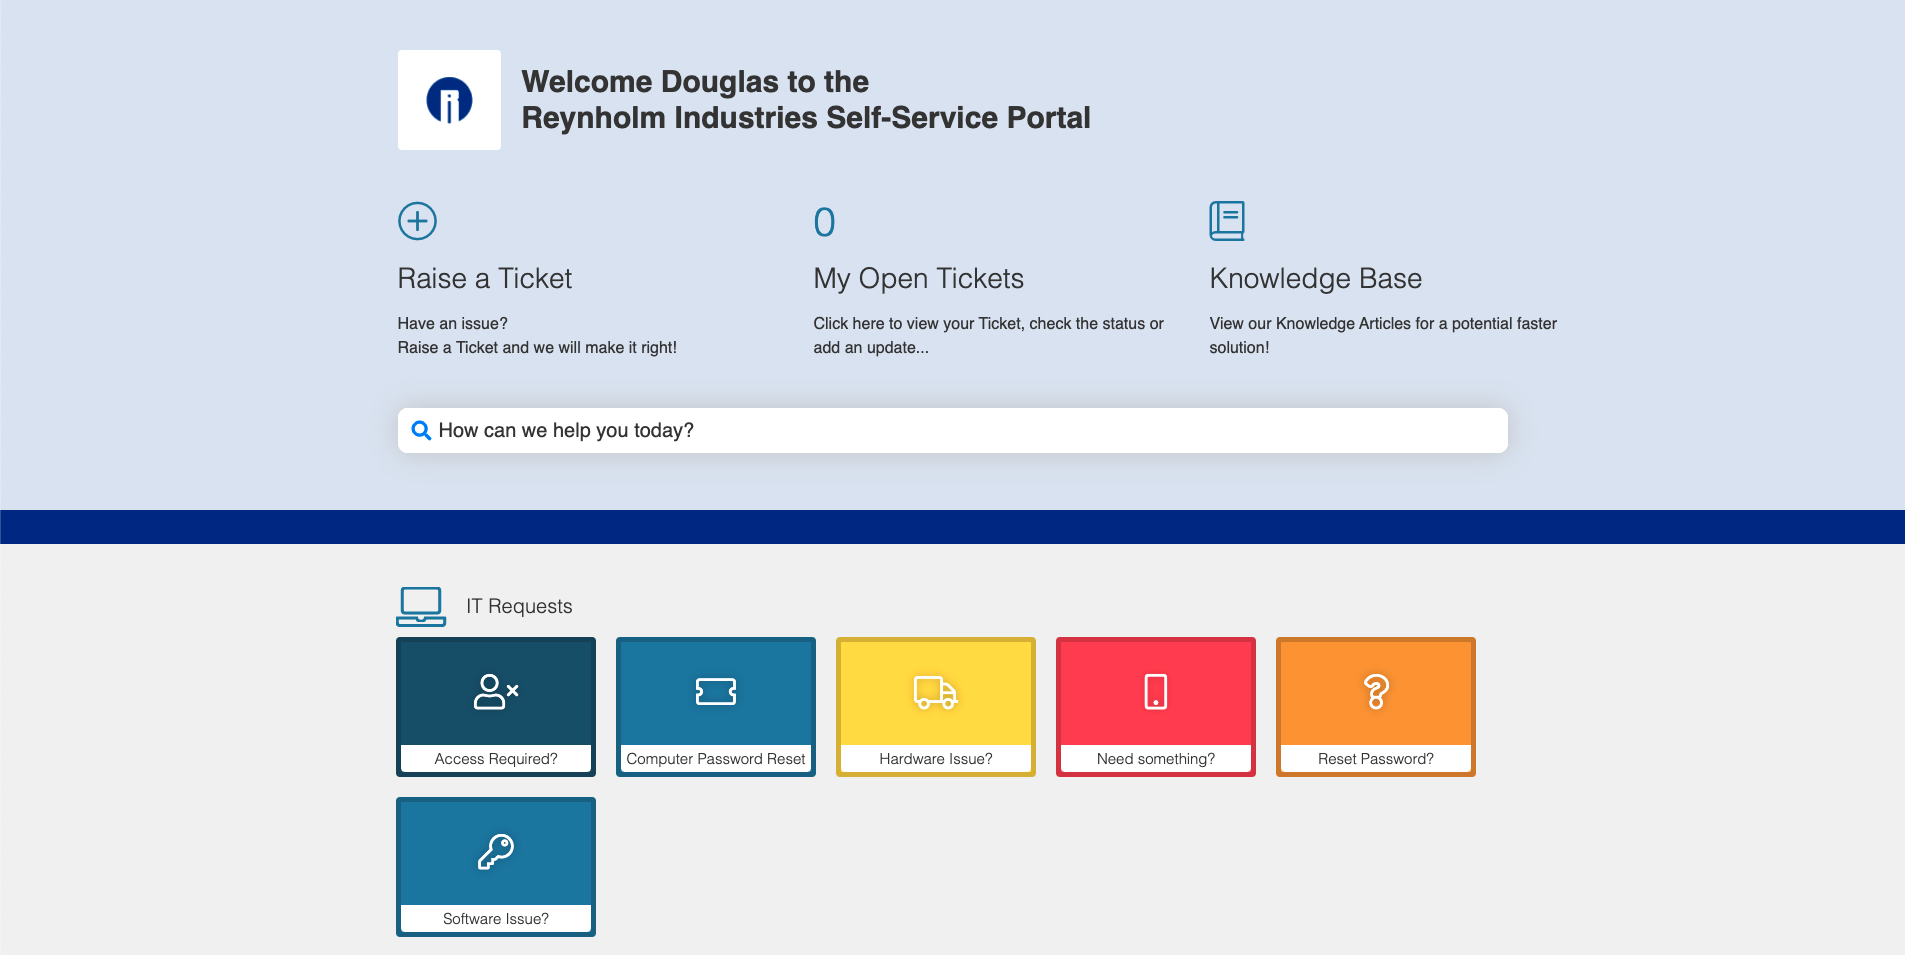 Welcome Douglas to the
Reynholm Industries Self-Service Portal
0
Raise a Ticket
My Open Tickets
Knowledge Base
Have an issue?
Raise a Ticket and we will make it right!
Click here to view your Ticket, check the status or
add an update...
View our Knowledge Articles for a potential faster
solution!
How can we help you today?
IT Requests
Access Required?
Computer Password Reset
Hardware Issue?
Need something?
Reset Password?
Software Issue?